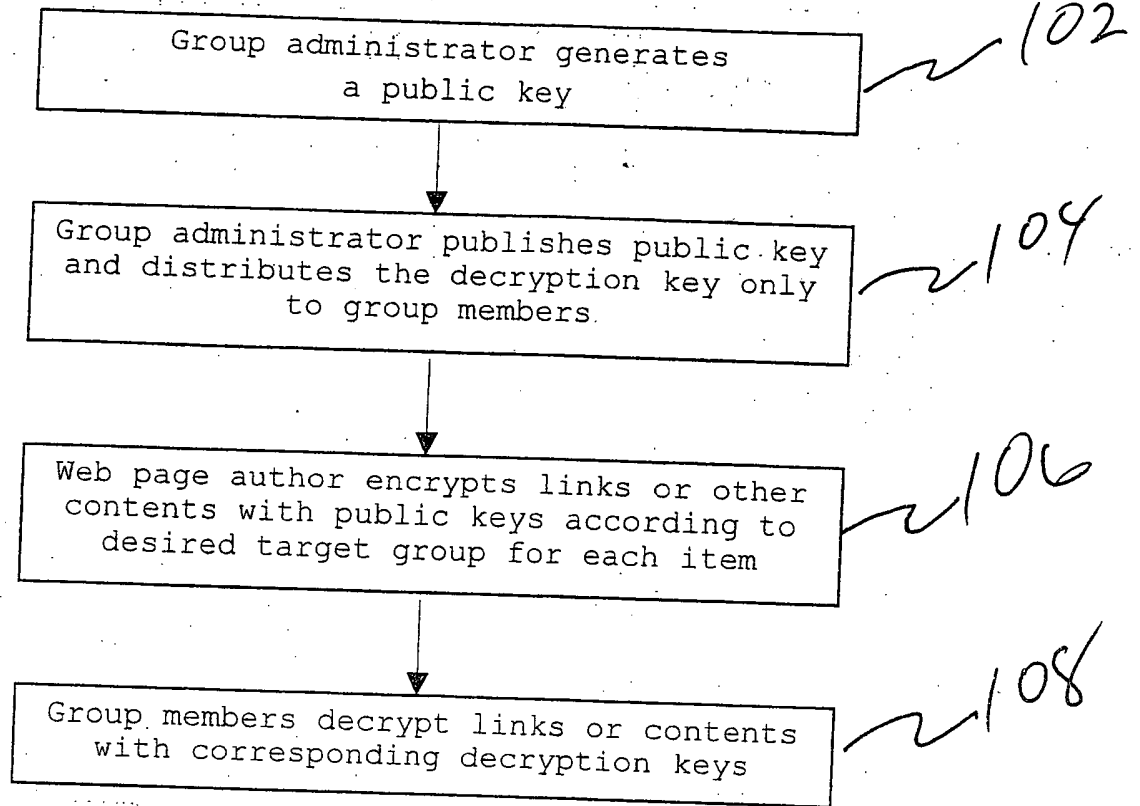 Group administrator generates
a public key
102
Group administrator publishes public key
and distributes the decryption key only
to group members
104
Web page author encrypts links or other
contents with public keys according to
desired target group for each item
106
Group members decrypt links or contents
with corresponding decryption keys
108